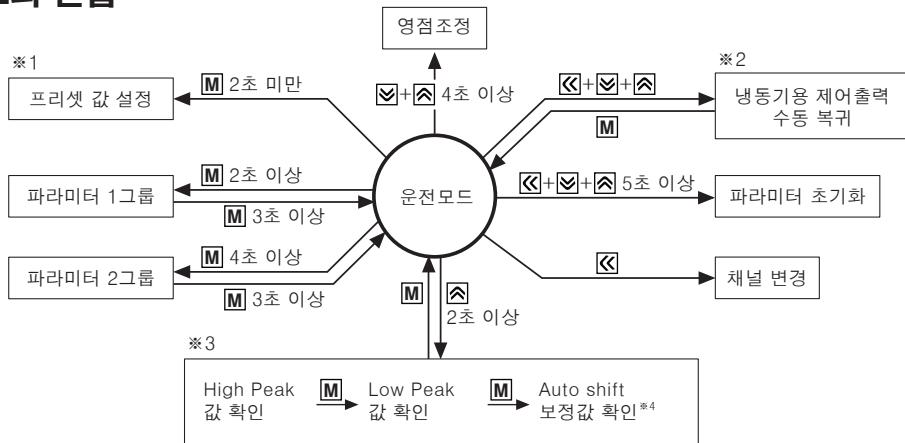 영점조정
※1
프리셋 값 설정
M 2초 미만
+ 4초 이상
+ +
M
※2
냉동기용 제어출력
수동 복귀
파라미터 1그룹
M 2초 이상
M 3초 이상
운전모드
+ + 5초 이상
파라미터 초기화
파라미터 2그룹
M 4초 이상
M 3초 이상
채널 변경
M
2초 이상
※3
High Peak
값 확인
M
Low Peak
값 확인
M
Auto shift
보정값 확인※4